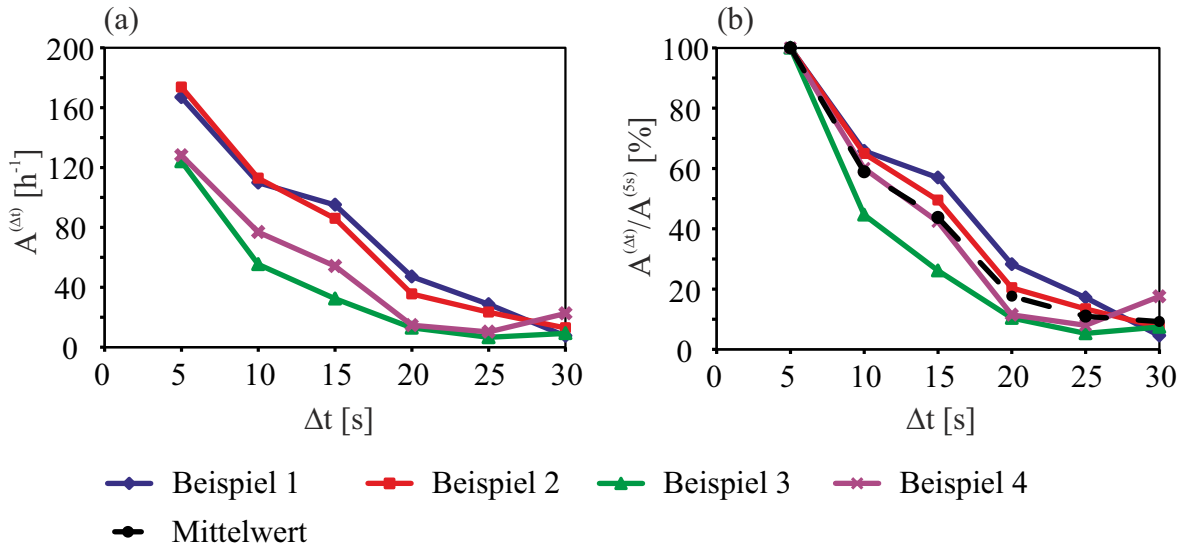 (a)
200
160
120
80
40
0
0 5 10 15 20 25 30
A(Δt) [h-1]
Δt [s]
(b)
100
80
60
40
20
0
0 5 10 15 20 25 30
A(Δt)/A(5s) [%]
Δt [s]
Beispiel 1 Beispiel 2 Beispiel 3 Beispiel 4
Mittelwert